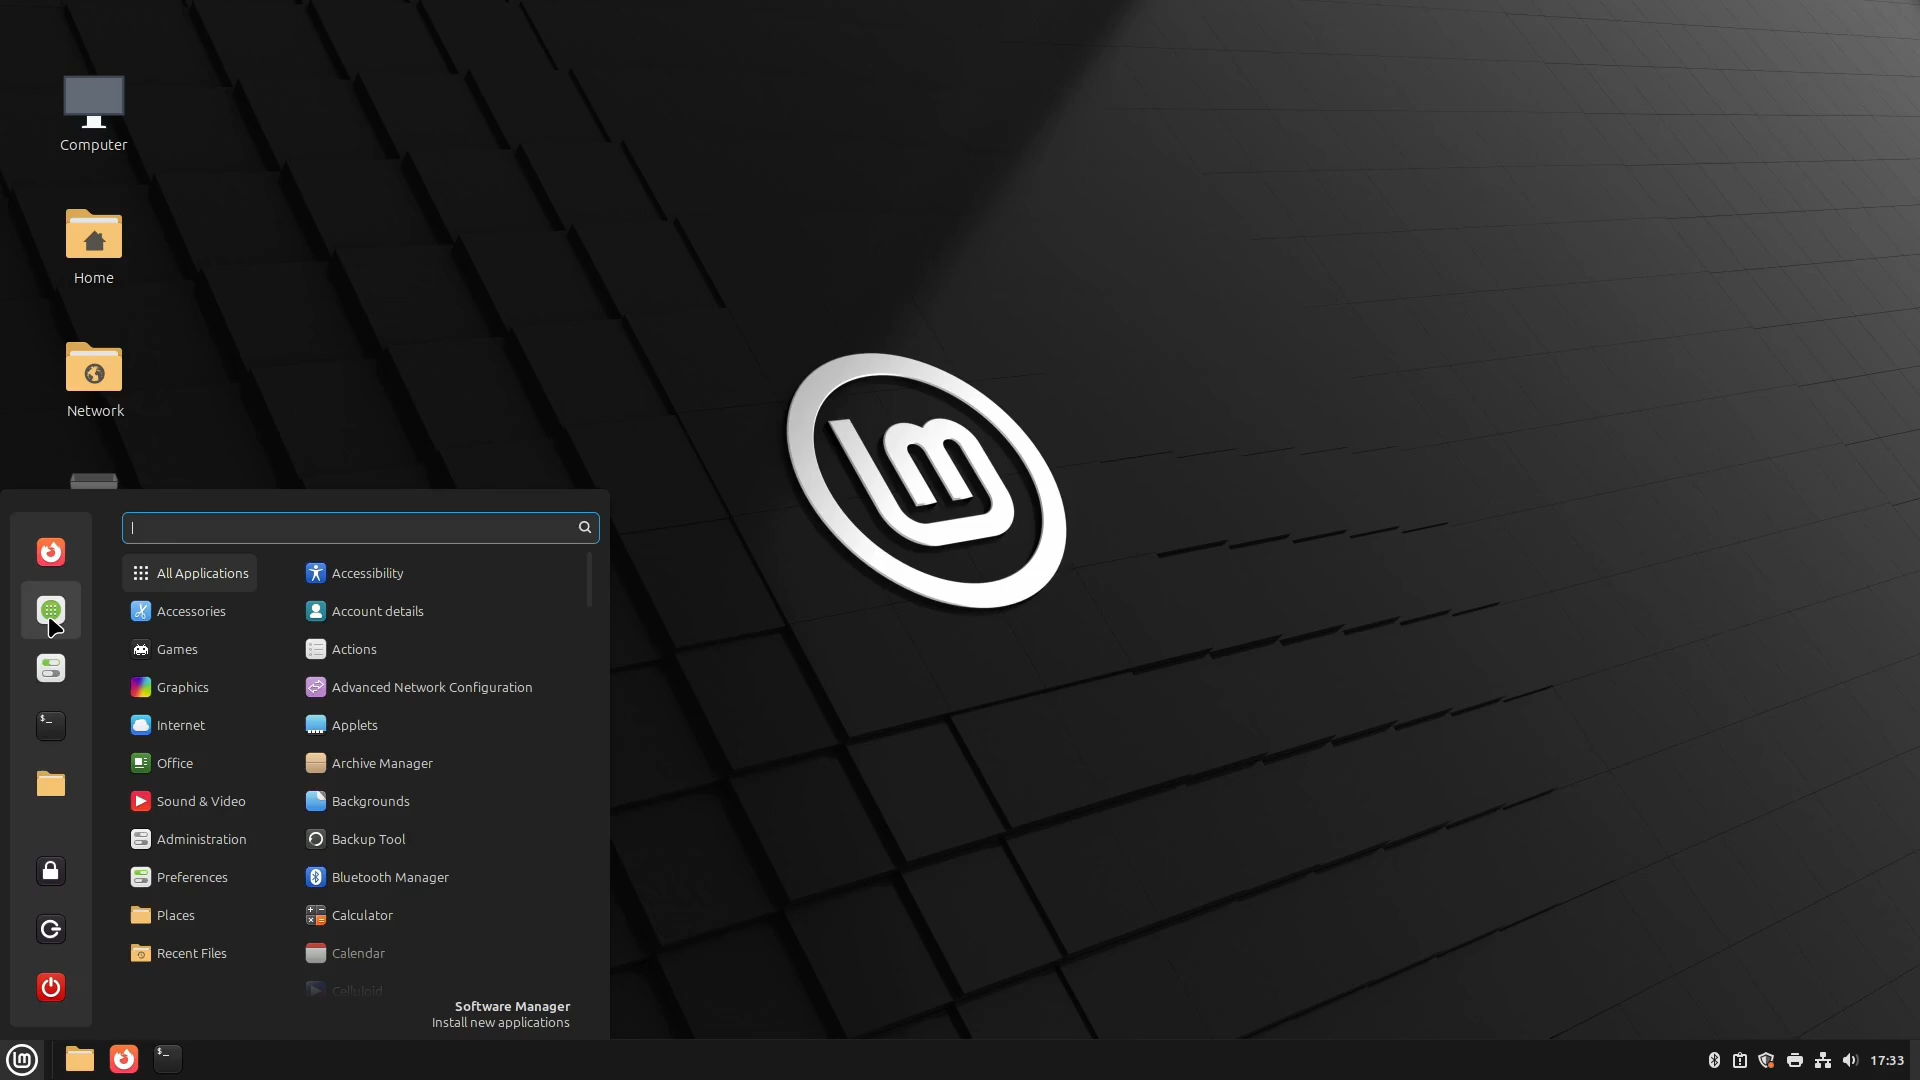 Computer
Home
Network
All Applications
Accessories
Games
Graphics
Internet
Office
Sound & Video
Administration
Preferences
Places
Recent Files
Accessibility
Account details
Actions
Advanced Network Configuration
Applets
Archive Manager
Backgrounds
Backup Tool
Bluetooth Manager
Calculator
Calendar
Celluloid
Software Manager
Install new applications
17:33